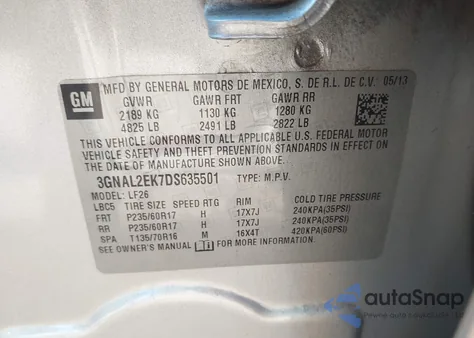 GM
MFD BY GENERAL MOTORS DE MEXICO, S. DE R.L. DE C.V. 05/13
GVWR GAWR FRT GAWR RR
2189 KG 1130 KG 1280 KG
4825 LB 2491 LB 2822 LB
THIS VEHICLE CONFORMS TO ALL APPLICABLE U.S. FEDERAL MOTOR
VEHICLE SAFETY AND THEFT PREVENTION STANDARDS IN EFFECT ON THE
DATE OF MANUFACTURE SHOWN ABOVE.
3GNAL2EK7DS635501 TYPE: M.P.V.
MODEL: LF26
LBC5 TIRE SIZE SPEED RTG RIM COLD TIRE PRESSURE
FRT P235/60R17 H 17X7J 240KPA(35PSI)
RR P235/60R17 H 17X7J 240KPA(35PSI)
SPA T135/70R16 M 16X4T 420KPA(60PSI)
SEE OWNER'S MANUAL FOR ADDITIONAL INFORMATION
autoSnap